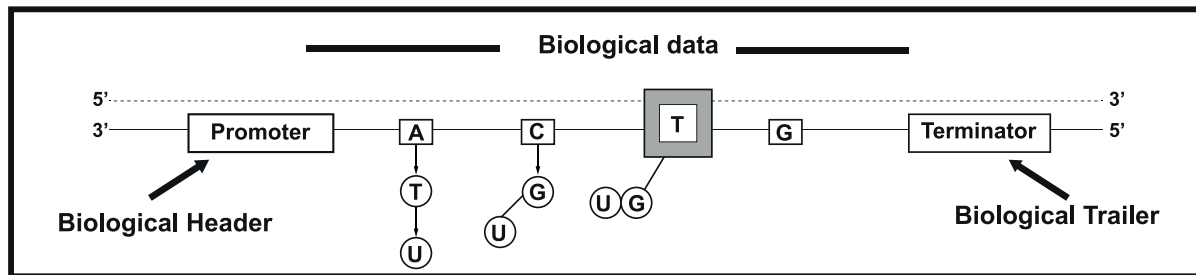 Biological data
5’ 3’
3’ Promoter A C T G Terminator 5’
T G U G
U U
Biological Header Biological Trailer